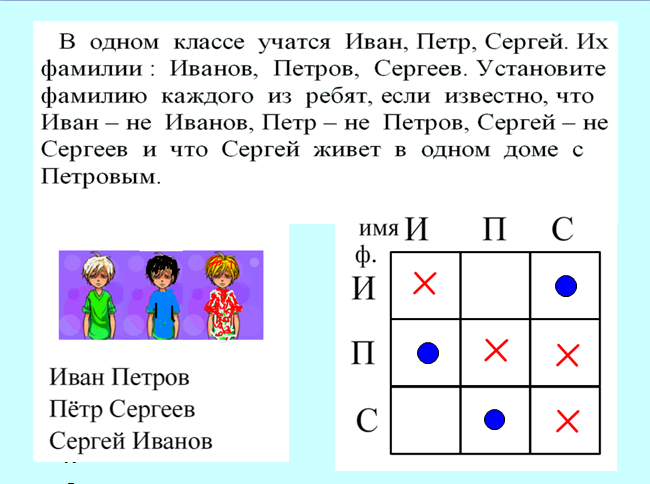 В одном классе учатся Иван, Петр, Сергей. Их
фамилии : Иванов, Петров, Сергеев. Установите
фамилию каждого из ребят, если известно, что
Иван – не Иванов, Петр – не Петров, Сергей – не
Сергеев и что Сергей живет в одном доме с
Петровым.
имя И П С
ф.
И
П
С
Иван Петров
Пётр Сергеев
Сергей Иванов